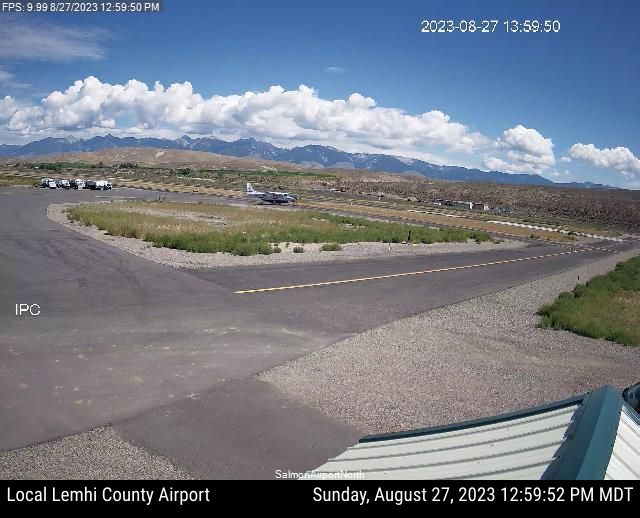 FPS: 9.99 8/27/2023 12:59:50 PM
2023-08-27 13:59:50
IPC
SalmonAirportNorth
Local Lemhi County Airport
Sunday, August 27, 2023 12:59:52 PM MDT